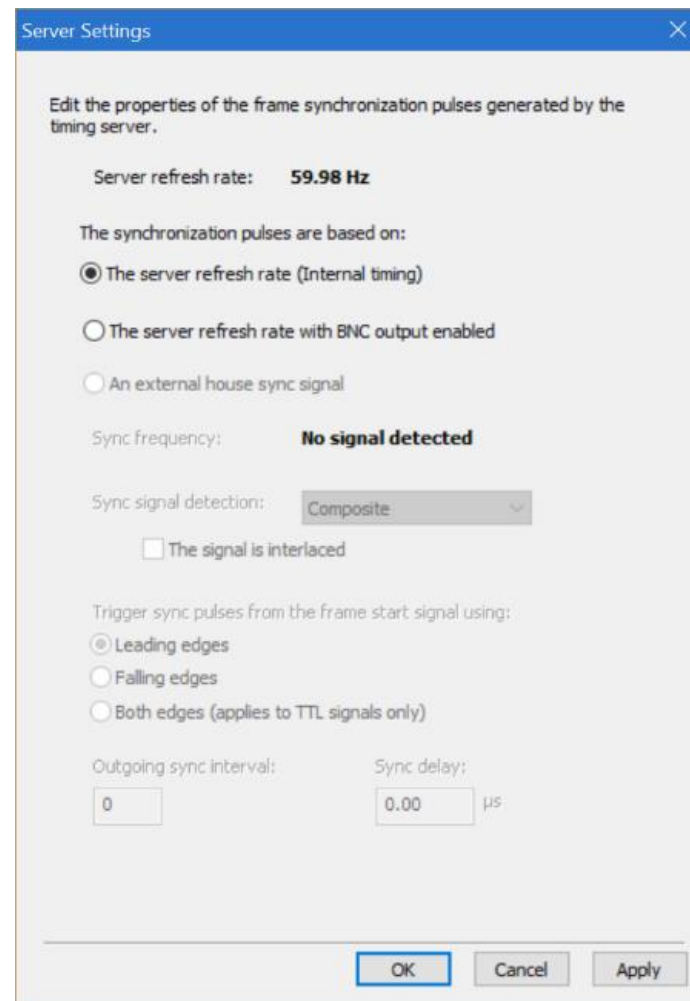 Server Settings
Edit the properties of the frame synchronization pulses generated by the
timing server.
Server refresh rate: 59.98 Hz
The synchronization pulses are based on:
The server refresh rate (Internal timing)
The server refresh rate with BNC output enabled
An external house sync signal
Sync frequency: No signal detected
Sync signal detection: Composite
The signal is interlaced
Trigger sync pulses from the frame start signal using:
Leading edges
Falling edges
Both edges (applies to TTL signals only)
Outgoing sync interval: Sync delay:
0 0.00 µs
OK Cancel Apply